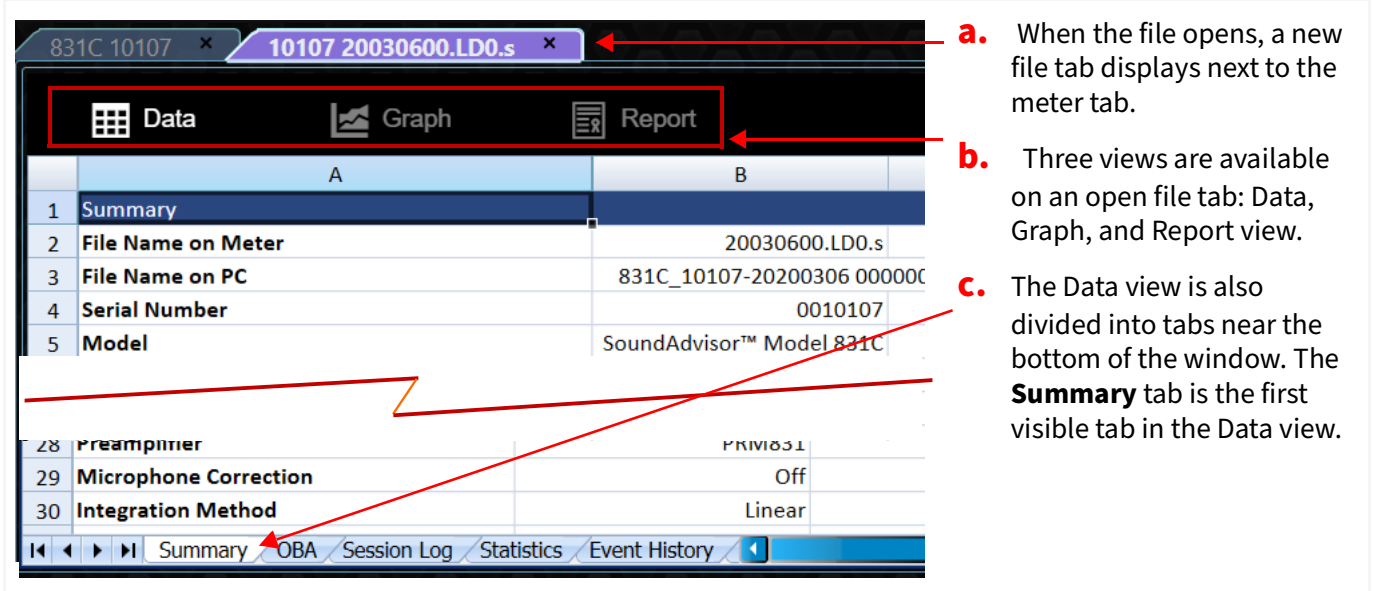 831C 10107 ×
10107 20030600.LD0.s ×
Data
Graph
Report
A
B
1 Summary
2 File Name on Meter 20030600.LD0.s
3 File Name on PC 831C_10107-20200306 000000
4 Serial Number 0010107
5 Model SoundAdvisor™ Model 831C
28 Preamplifier PRM831
29 Microphone Correction Off
30 Integration Method Linear
Summary
OBA
Session Log
Statistics
Event History
a. When the file opens, a new
file tab displays next to the
meter tab.
b. Three views are available
on an open file tab: Data,
Graph, and Report view.
c. The Data view is also
divided into tabs near the
bottom of the window. The
Summary tab is the first
visible tab in the Data view.